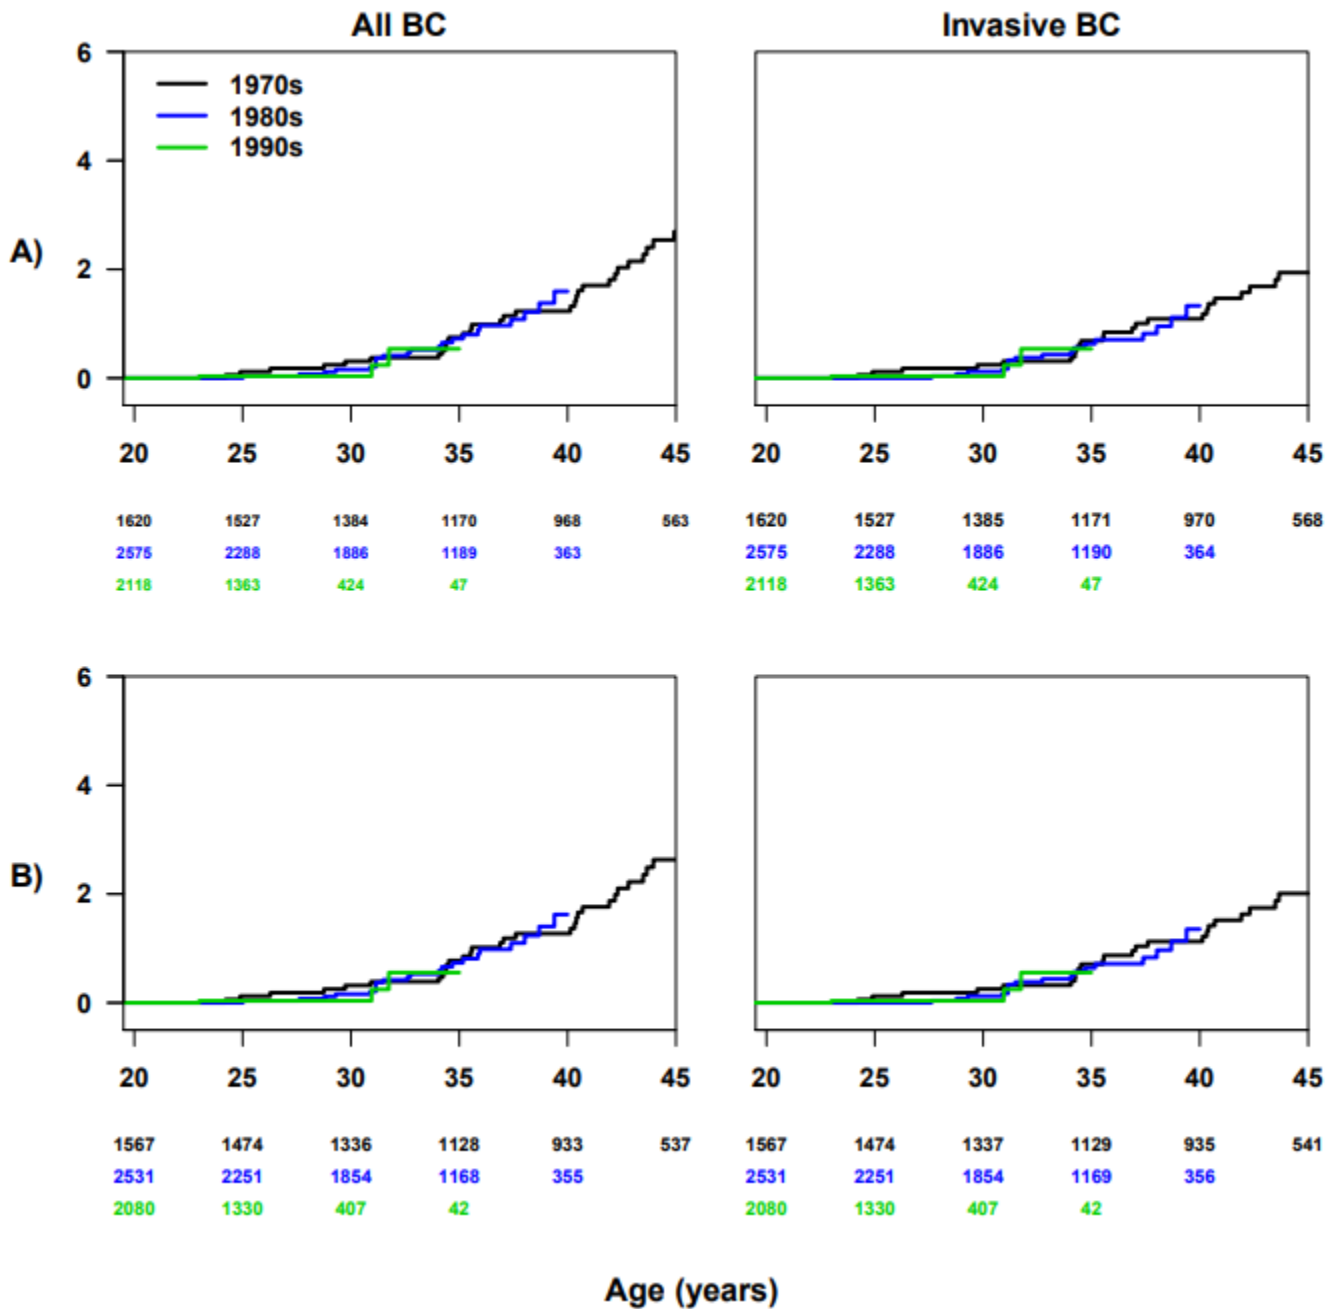 All BC Invasive BC
6
1970s
1980s
1990s
4
A)
2
0
20 25 30 35 40 45 20 25 30 35 40 45
1620 1527 1384 1170 968 563 1620 1527 1385 1171 970 568
2575 2288 1886 1189 363 2575 2288 1886 1190 364
2118 1363 424 47 2118 1363 424 47
6
4
B)
2
0
20 25 30 35 40 45 20 25 30 35 40 45
1567 1474 1336 1128 933 537 1567 1474 1337 1129 935 541
2531 2251 1854 1168 355 2531 2251 1854 1169 356
2080 1330 407 42 2080 1330 407 42
Age (years)